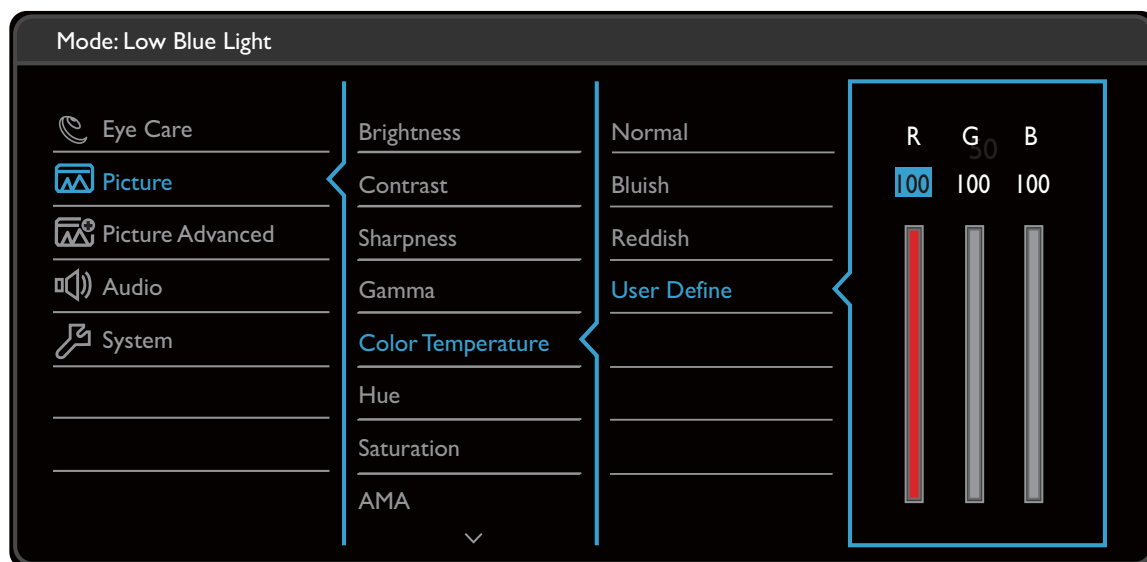 Mode: Low Blue Light
Eye Care
Picture
Picture Advanced
Audio
System
Brightness
Contrast
Sharpness
Gamma
Color Temperature
Hue
Saturation
AMA
Normal
Bluish
Reddish
User Define
R G B
50
100 100 100